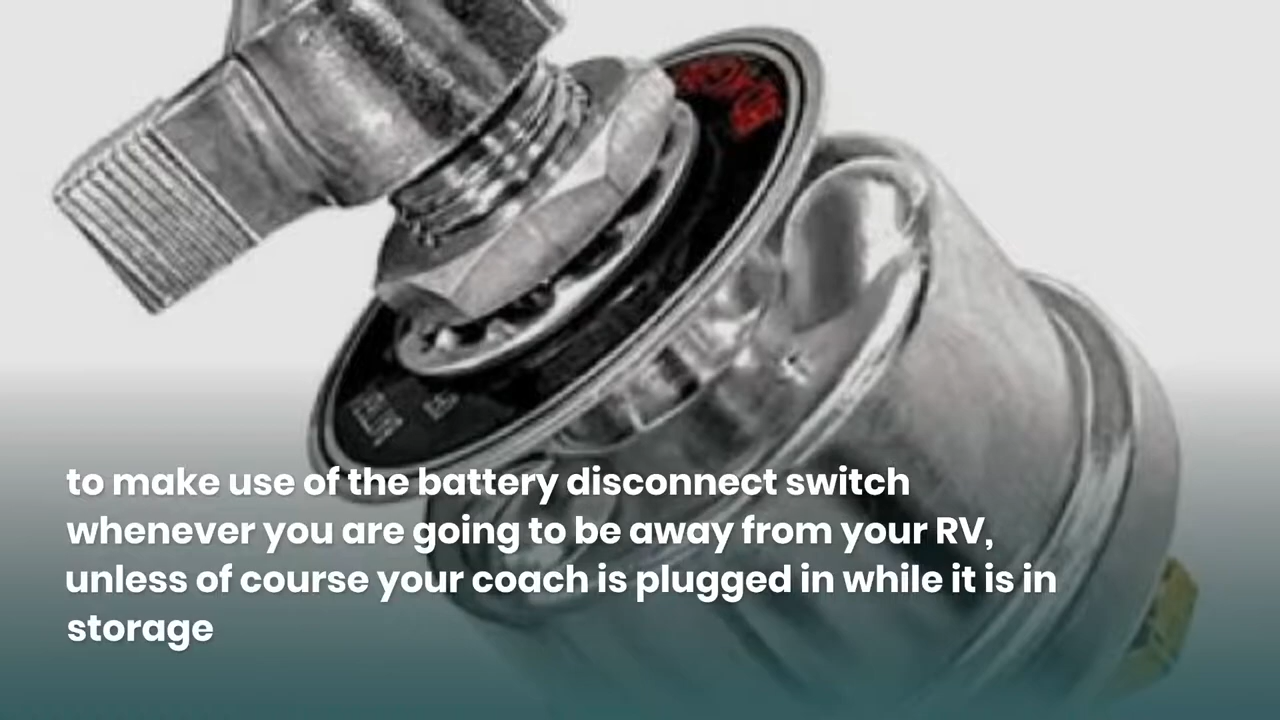 to make use of the battery disconnect switch
whenever you are going to be away from your RV,
unless of course your coach is plugged in while it is in
storage